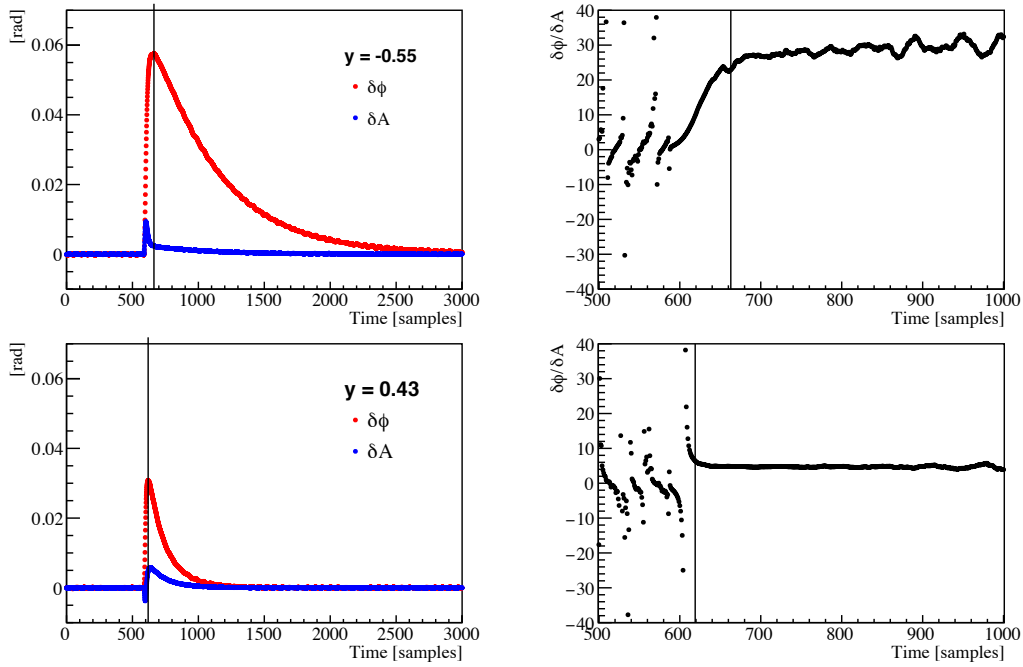 [rad]
0.06
0.04
0.02
0
y = -0.55
δϕ
δA
0 500 1000 1500 2000 2500 3000
Time [samples]
δϕ/δA
40
30
20
10
0
−10
−20
−30
−40
500 600 700 800 900 1000
Time [samples]
[rad]
0.06
0.04
0.02
0
y = 0.43
δϕ
δA
0 500 1000 1500 2000 2500 3000
Time [samples]
δϕ/δA
40
30
20
10
0
−10
−20
−30
−40
500 600 700 800 900 1000
Time [samples]